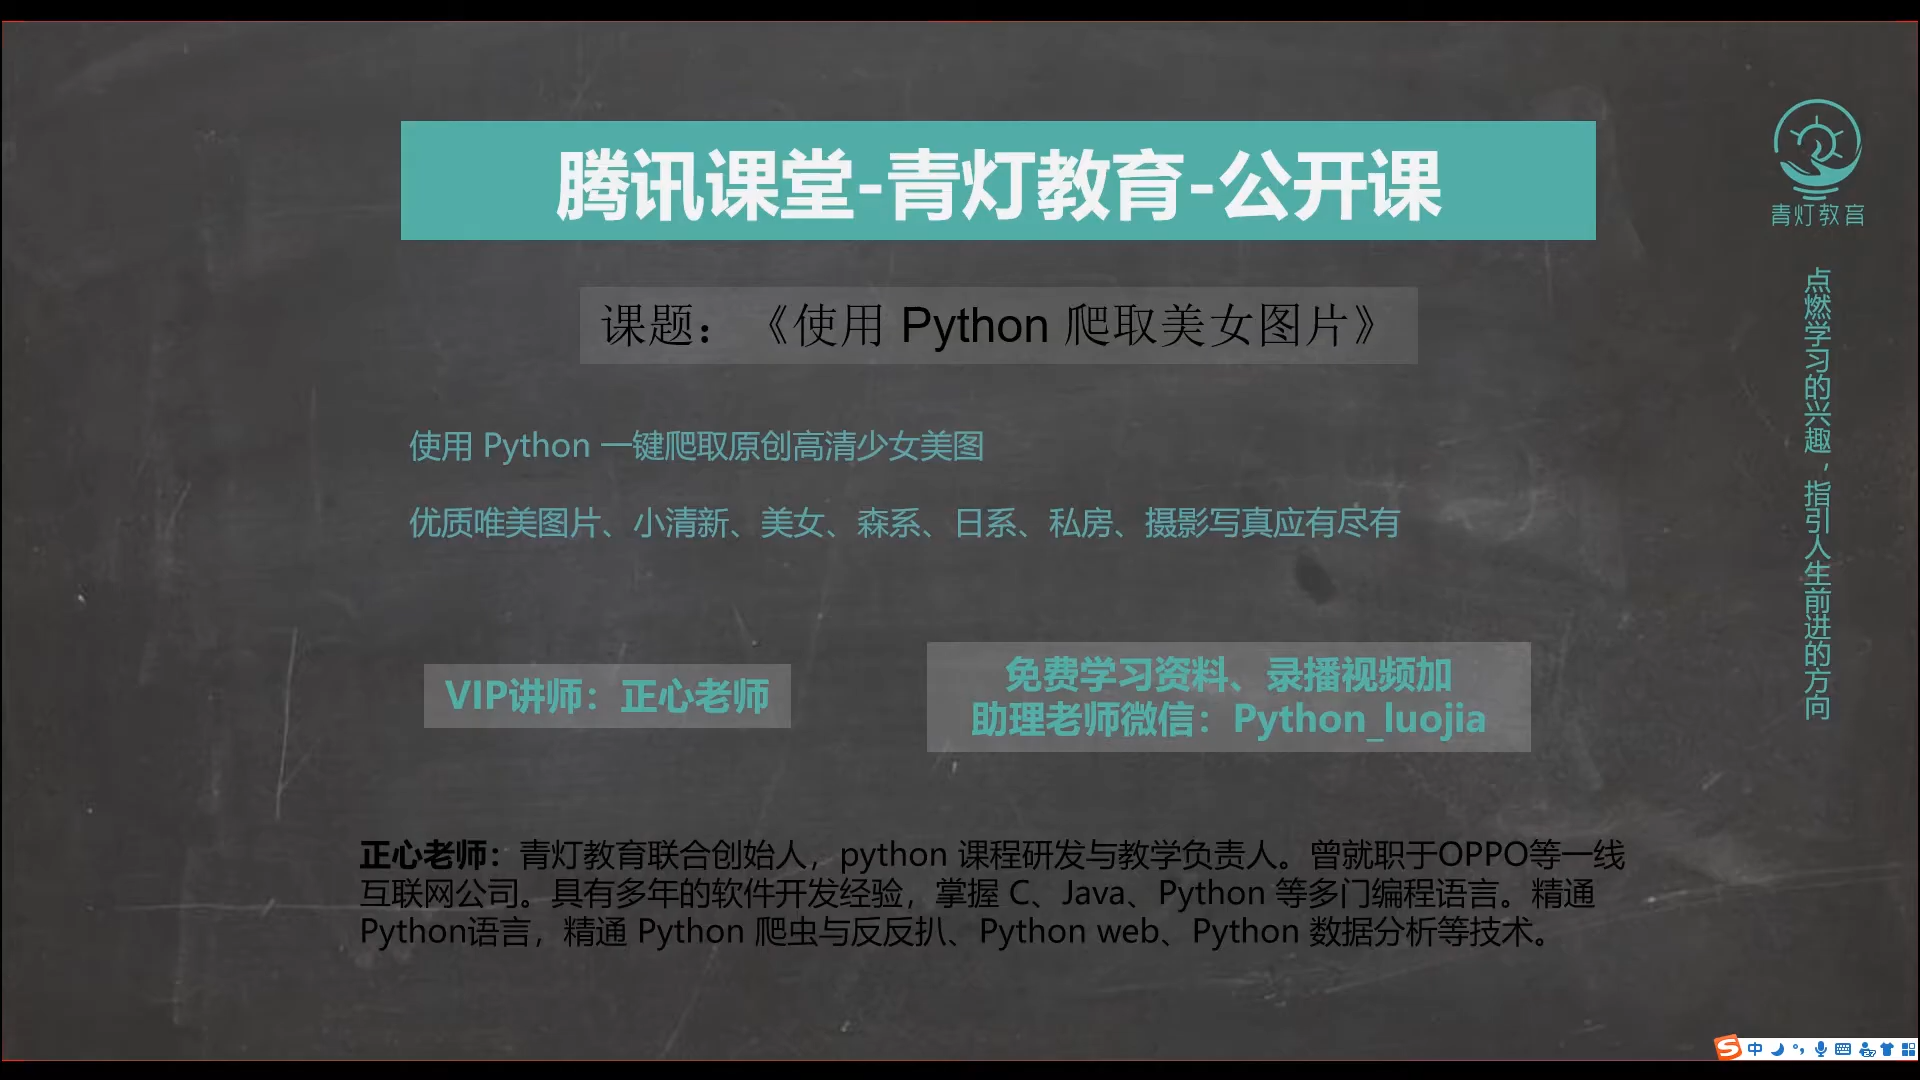 腾讯课堂-青灯教育-公开课
青灯教育
点燃学习的兴趣，指引人生前进的方向
课题：《使用 Python 爬取美女图片》
使用 Python 一键爬取原创高清少女美图
优质唯美图片、小清新、美女、森系、日系、私房、摄影写真应有尽有
VIP讲师：正心老师
免费学习资料、录播视频加
助理老师微信：Python_luojia
正心老师：青灯教育联合创始人，python 课程研发与教学负责人。曾就职于OPPO等一线
互联网公司。具有多年的软件开发经验，掌握 C、Java、Python 等多门编程语言。精通
Python语言，精通 Python 爬虫与反反扒、Python web、Python 数据分析等技术。
中